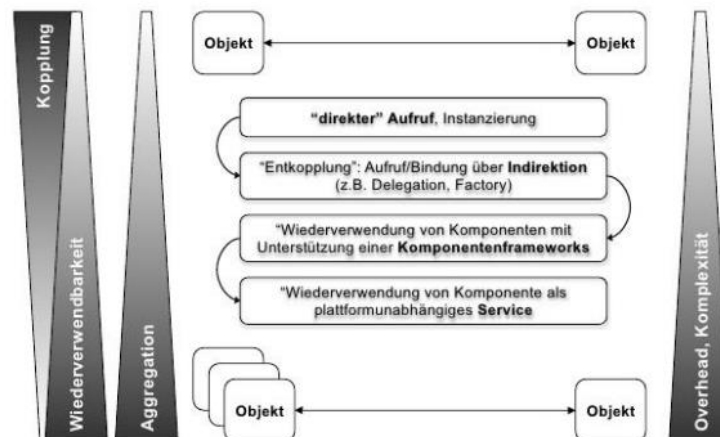 Kopplung
Wiederverwendbarkeit
Aggregation
Objekt
Objekt
“direkter” Aufruf, Instanzierung
“Entkopplung”: Aufruf/Bindung über Indirektion
(z.B. Delegation, Factory)
“Wiederverwendung von Komponenten mit
Unterstützung einer Komponentenframeworks
“Wiederverwendung von Komponente als
plattformunabhängiges Service
Objekt
Objekt
Overhead, Komplexität